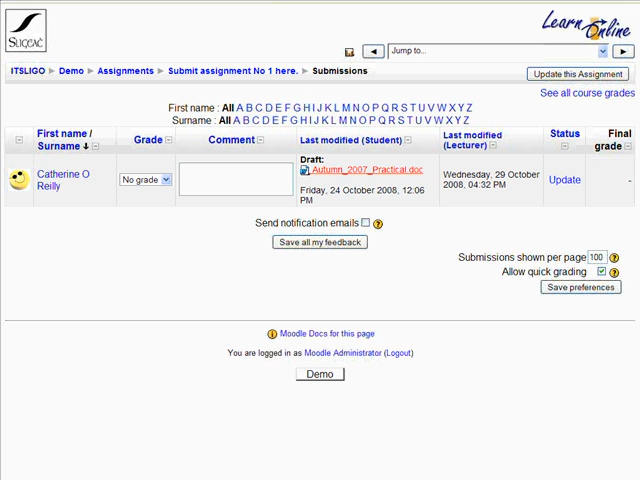 SLIGEAĊ
Learn Online
Jump to...
ITSLIGO ► Demo ► Assignments ► Submit assignment No 1 here. ► Submissions
Update this Assignment
See all course grades
First name : All A B C D E F G H I J K L M N O P Q R S T U V W X Y Z
Surname : All A B C D E F G H I J K L M N O P Q R S T U V W X Y Z
First name / Surname ↓ Grade Comment Last modified (Student) Last modified (Lecturer) Status Final grade
Catherine O Reilly
No grade
Draft:
Autumn_2007_Practical.doc
Friday, 24 October 2008, 12:06 PM
Wednesday, 29 October 2008, 04:32 PM
Update
-
Send notification emails
Save all my feedback
Submissions shown per page 100
Allow quick grading
Save preferences
Moodle Docs for this page
You are logged in as Moodle Administrator (Logout)
Demo